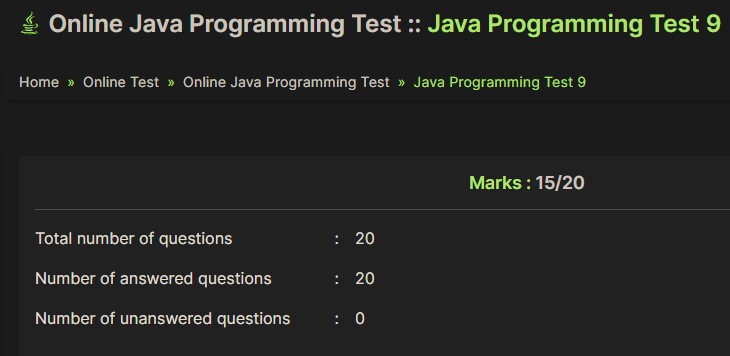 Online Java Programming Test :: Java Programming Test 9
Home » Online Test » Online Java Programming Test » Java Programming Test 9
Marks : 15/20
Total number of questions : 20
Number of answered questions : 20
Number of unanswered questions : 0